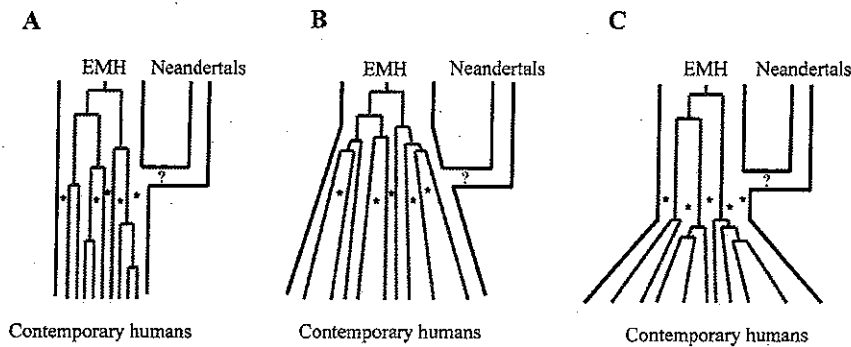 A
B
C
EMH Neandertals
EMH Neandertals
EMH Neandertals
?
?
?
* * * * *
* * * * *
* * * * *
Contemporary humans
Contemporary humans
Contemporary humans